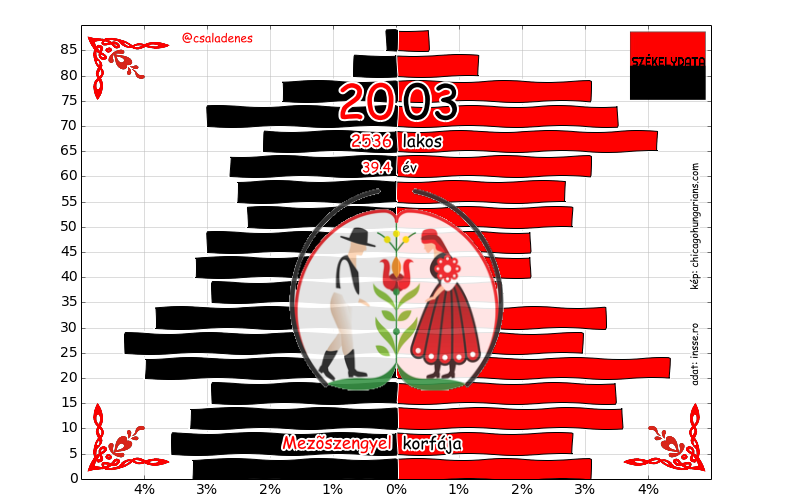 @csaladenes
SZÉKELYDATA
2003
2536 lakos
39.4 év
kép: chicagohungarians.com
adat: insse.ro
Mezőszengyel korfája
85
80
75
70
65
60
55
50
45
40
35
30
25
20
15
10
5
0
4% 3% 2% 1% 0% 1% 2% 3% 4%